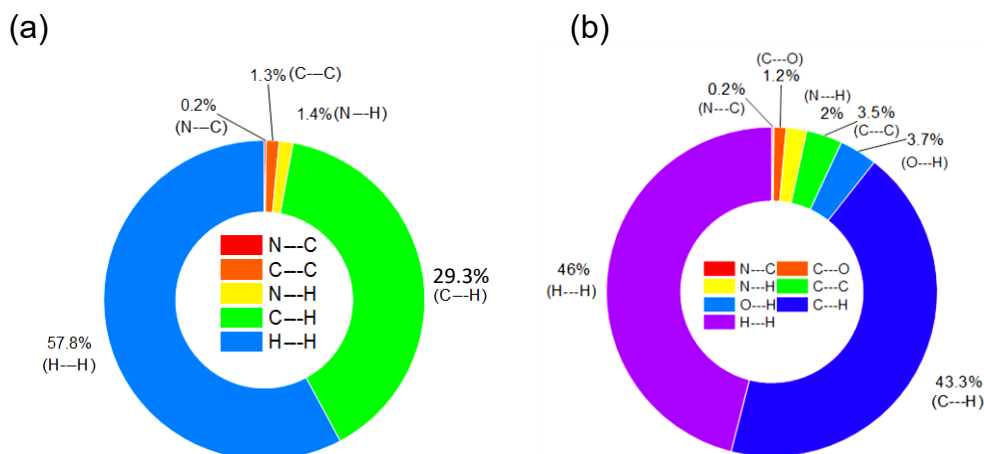 (a)
1.3% (C---C)
0.2%
(N---C)
1.4% (N---H)
N---C
C---C
N---H
C---H
H---H
29.3%
(C---H)
57.8%
(H---H)
(b)
(C---O)
1.2%
0.2%
(N---C)
(N---H)
2%
3.5%
(C---C)
3.7%
(O---H)
46%
(H---H)
N---C C---O
N---H C---C
O---H C---H
H---H
43.3%
(C---H)